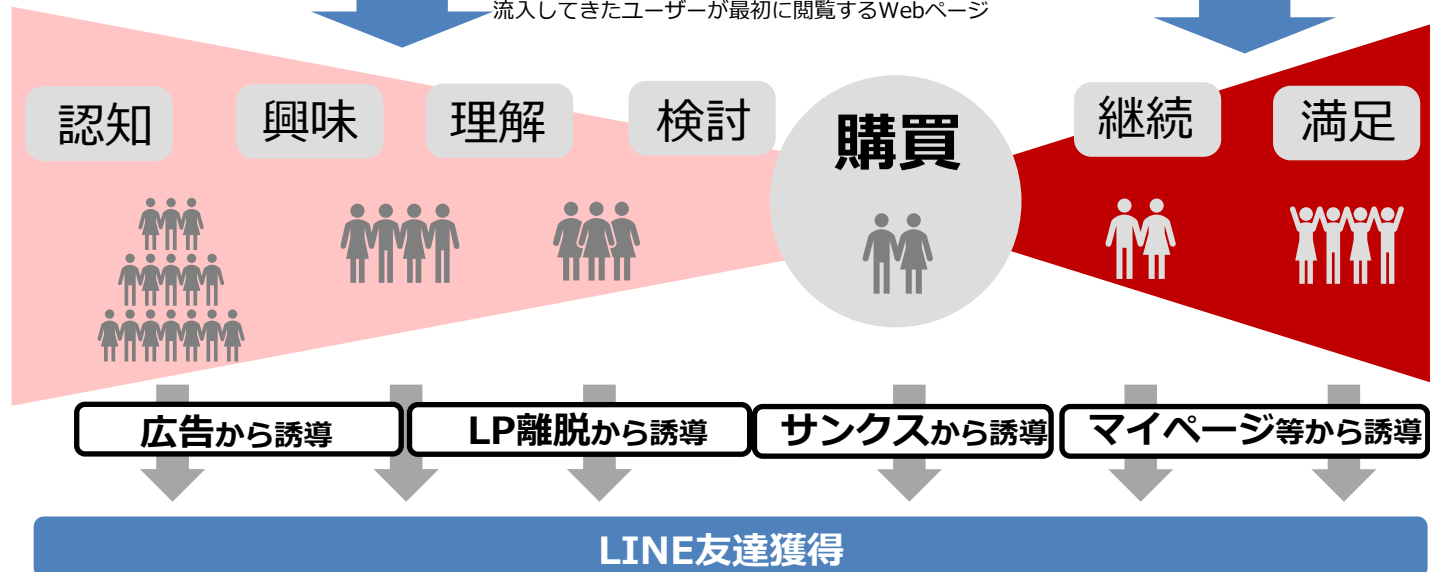 流入してきたユーザーが最初に閲覧するWebページ
認知
興味
理解
検討
購買
継続
満足
広告から誘導
LP離脱から誘導
サンクスから誘導
マイページ等から誘導
LINE友達獲得